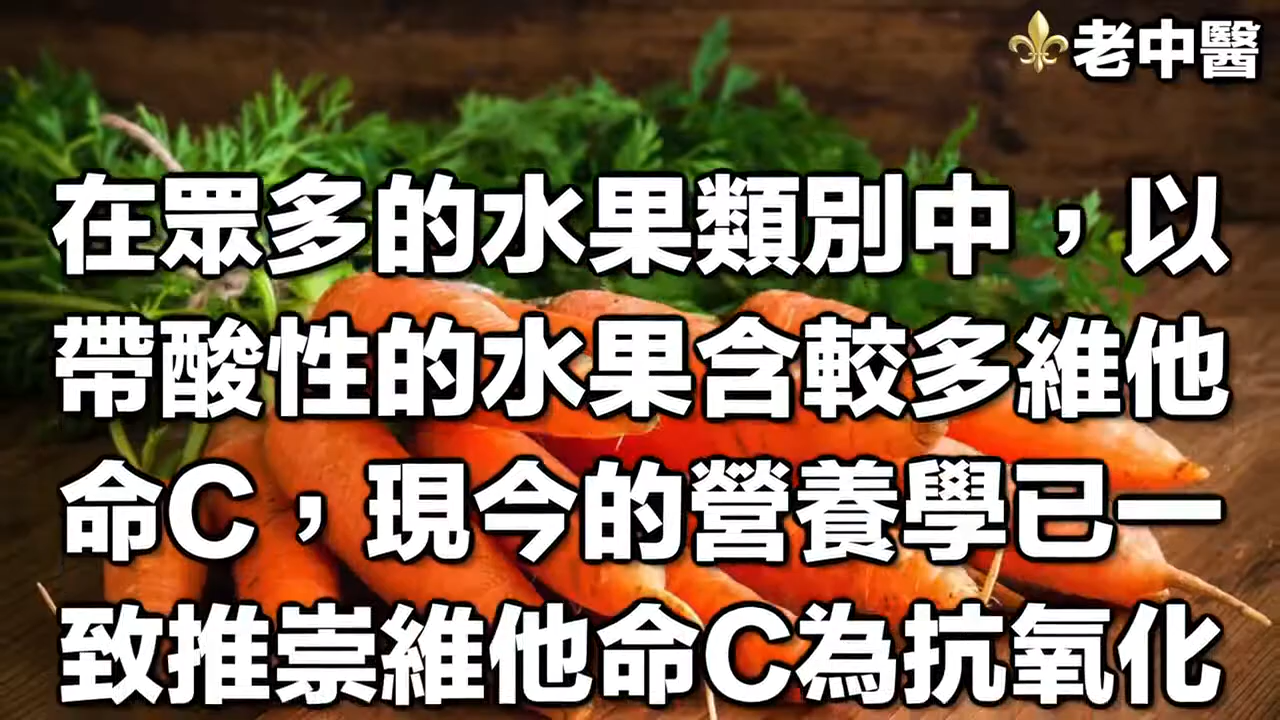 老中醫
在眾多的水果類別中，以
帶酸性的水果含較多維他
命C，現今的營養學已一
致推崇維他命C為抗氧化